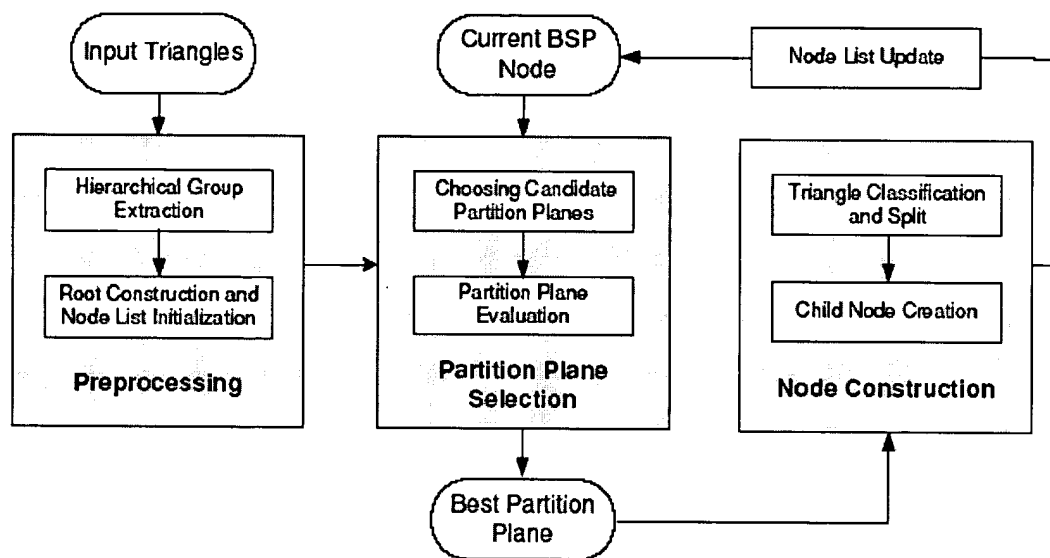 Input Triangles
Hierarchical Group
Extraction
Root Construction and
Node List Initialization
Preprocessing
Current BSP
Node
Choosing Candidate
Partition Planes
Partition Plane
Evaluation
Partition Plane
Selection
Best Partition
Plane
Node List Update
Triangle Classification
and Split
Child Node Creation
Node Construction